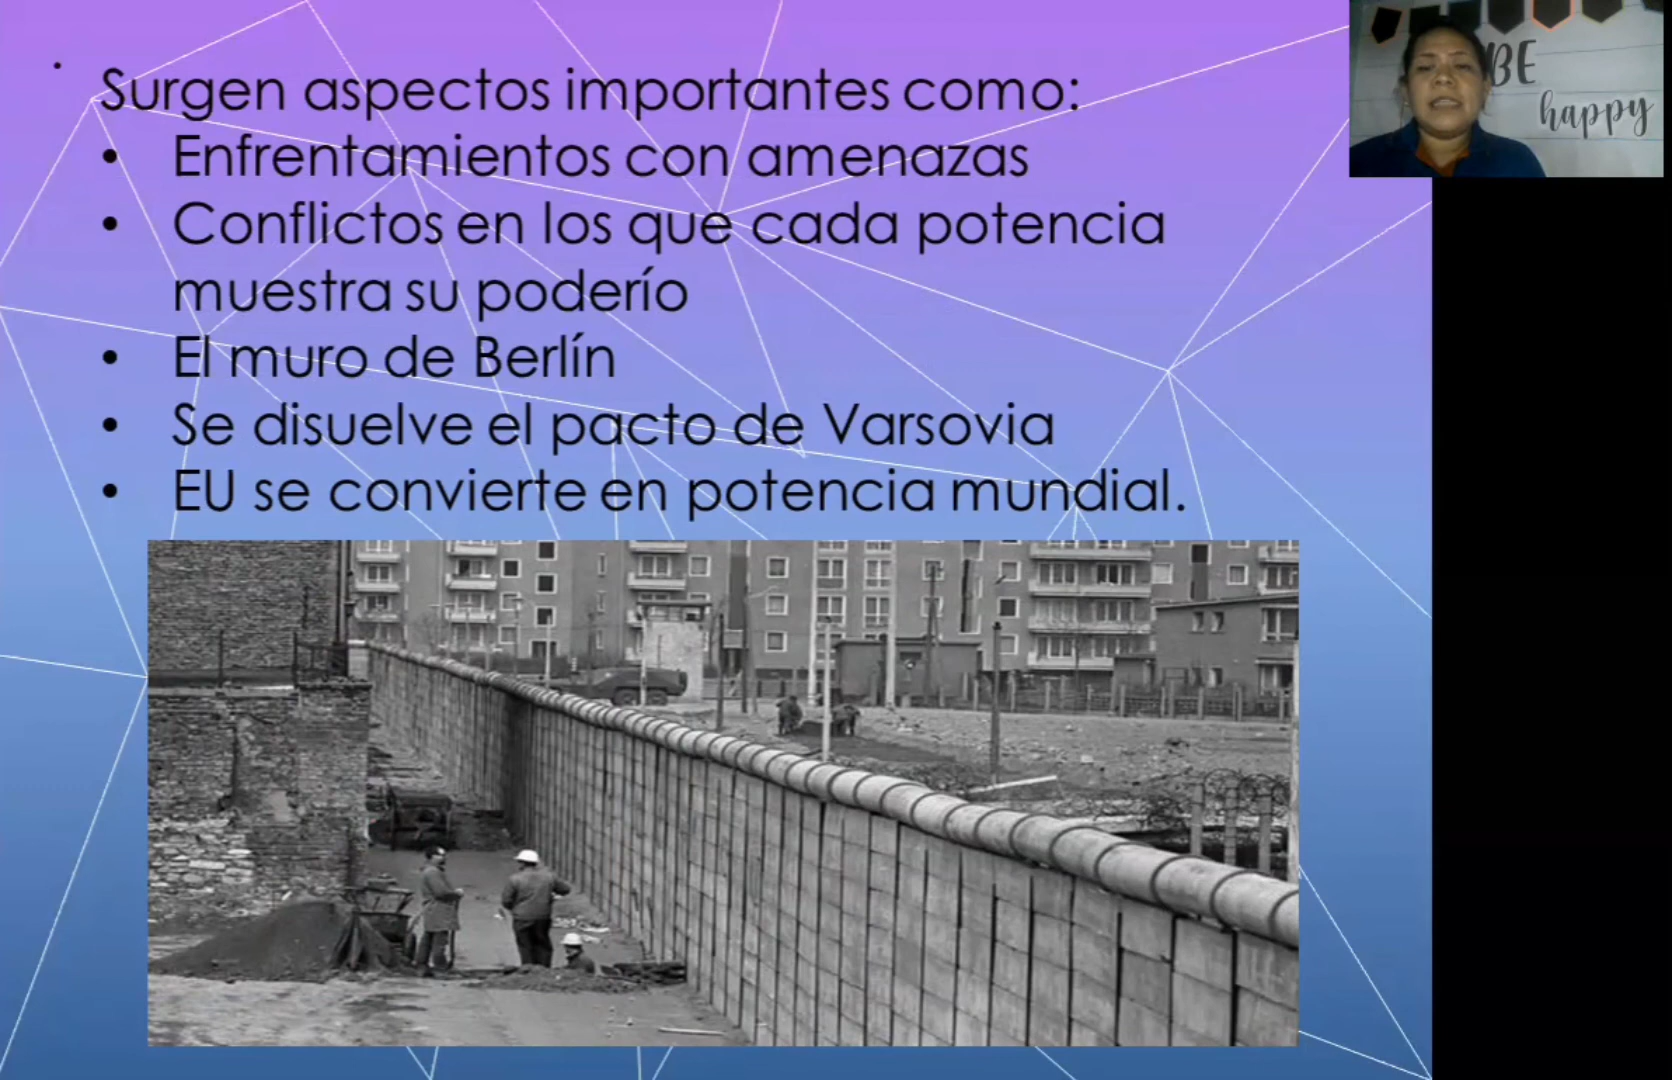 Surgen aspectos importantes como:
• Enfrentamientos con amenazas
• Conflictos en los que cada potencia
muestra su poderío
• El muro de Berlín
• Se disuelve el pacto de Varsovia
• EU se convierte en potencia mundial.
BE
happy